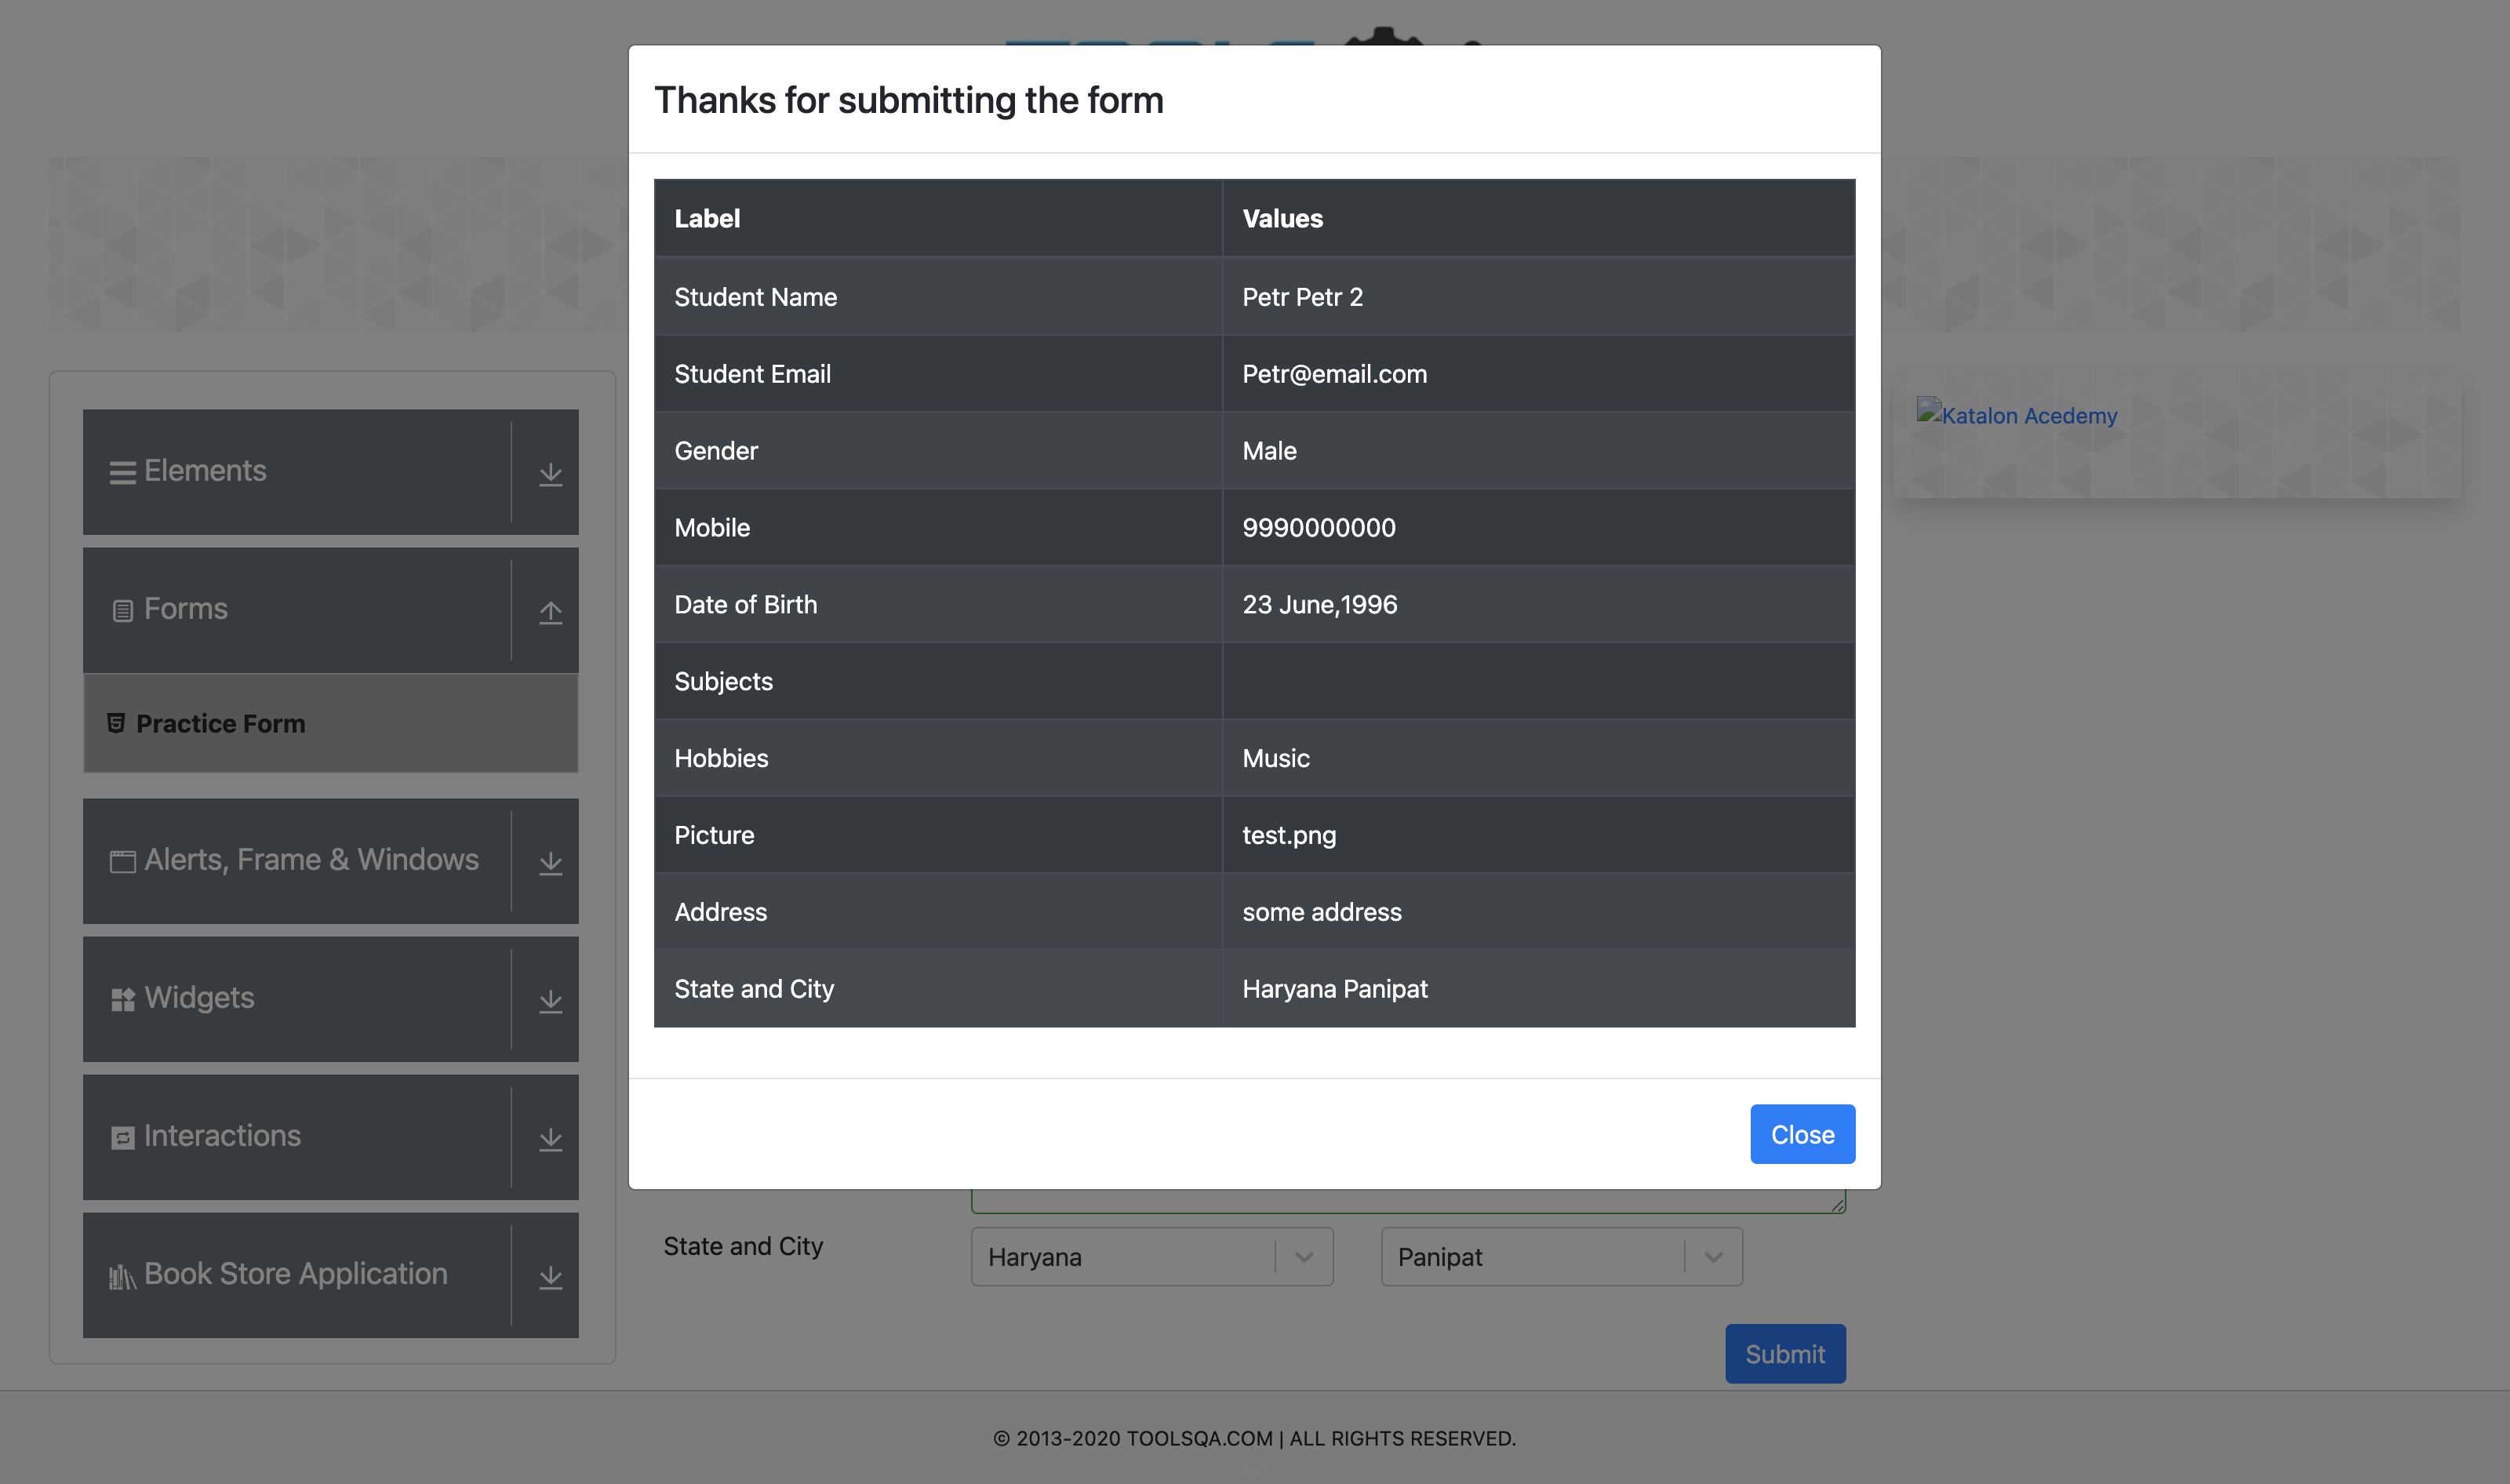 Thanks for submitting the form
Label Values
Student Name Petr Petr 2
Student Email Petr@email.com
Gender Male
Mobile 9990000000
Date of Birth 23 June,1996
Subjects
Hobbies Music
Picture test.png
Address some address
State and City Haryana Panipat
Close
Elements
Forms
Practice Form
Alerts, Frame & Windows
Widgets
Interactions
Book Store Application
Katalon Acedemy
State and City Haryana Panipat
Submit
© 2013-2020 TOOLSQA.COM | ALL RIGHTS RESERVED.